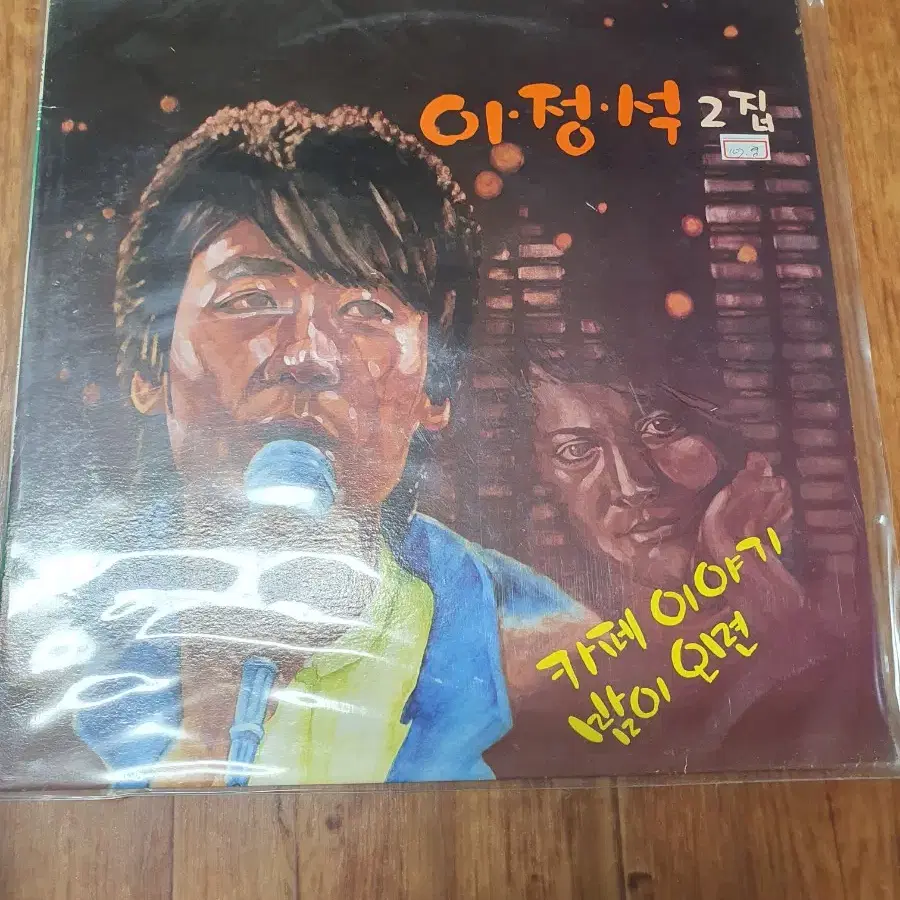 이·정·석 2집
카페 이야기
밤이 오면